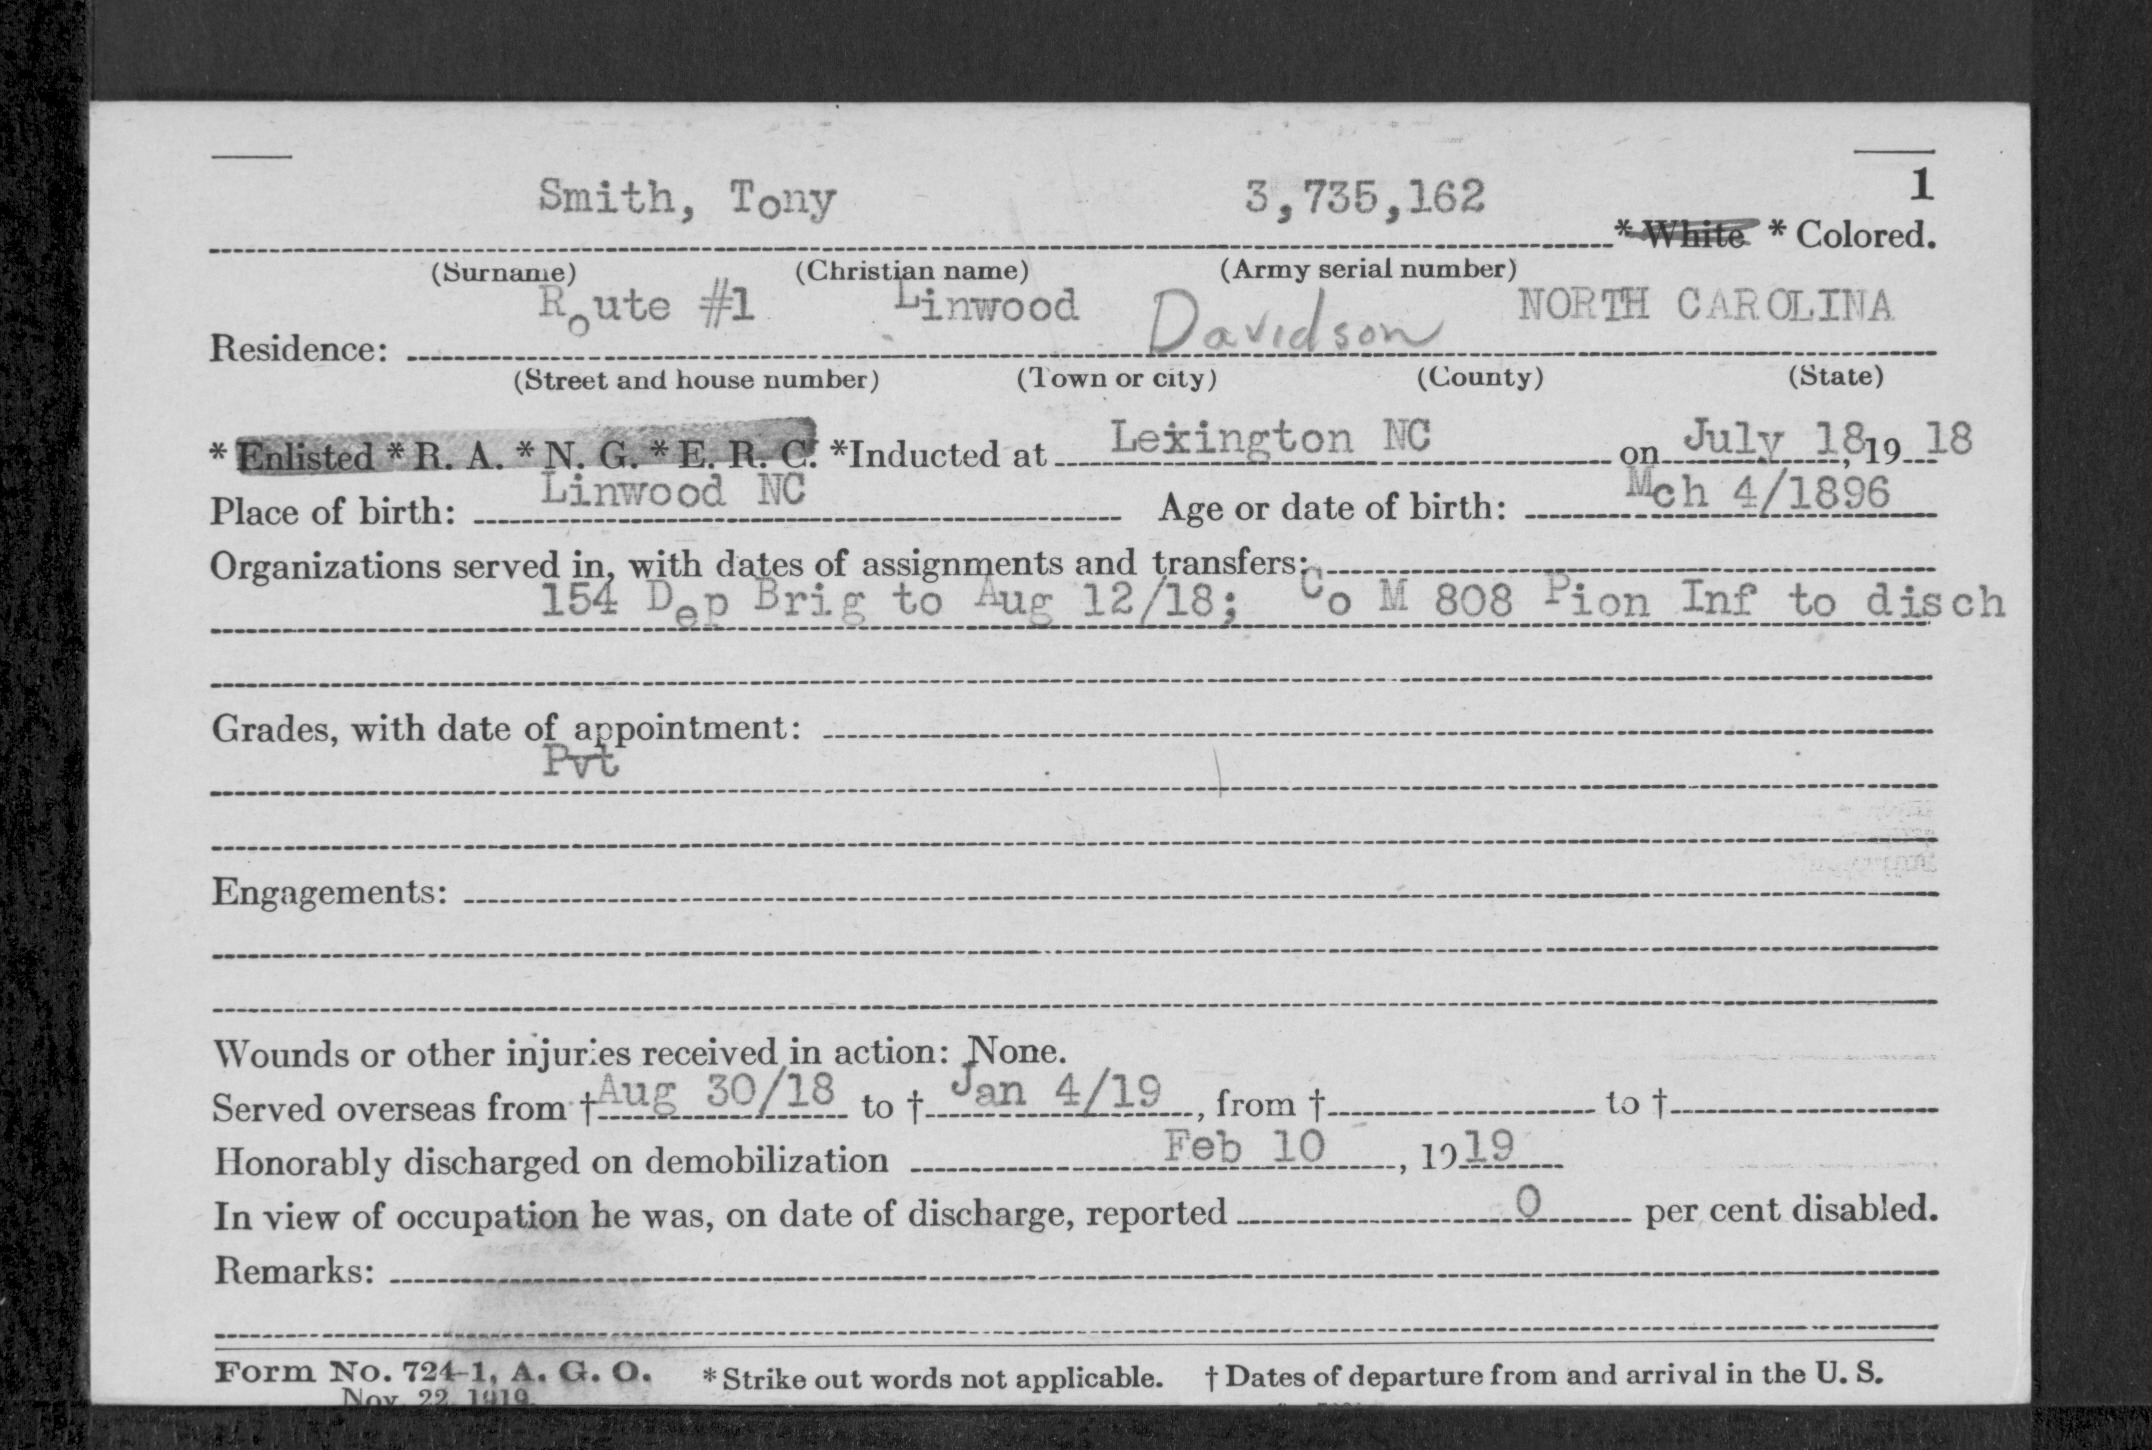 1
Smith, Tony 3,735,162 * White * Colored.
(Surname) (Christian name) (Army serial number)
Residence: Route #1 Linwood Davidson NORTH CAROLINA
(Street and house number) (Town or city) (County) (State)
* Enlisted * R. A. * N. G. * E. R. C. *Inducted at Lexington NC on July 18, 19 18
Place of birth: Linwood NC Age or date of birth: Mch 4/1896
Organizations served in, with dates of assignments and transfers:
154 Dep Brig to Aug 12/18; Co M 808 Pion Inf to disch
Grades, with date of appointment:
Pvt
Engagements:
Wounds or other injuries received in action: None.
Served overseas from † Aug 30/18 to † Jan 4/19, from † to †
Honorably discharged on demobilization Feb 10, 1919
In view of occupation he was, on date of discharge, reported 0 per cent disabled.
Remarks:
Form No. 724-1, A. G. O. * Strike out words not applicable. † Dates of departure from and arrival in the U. S.
Nov. 22, 1919.